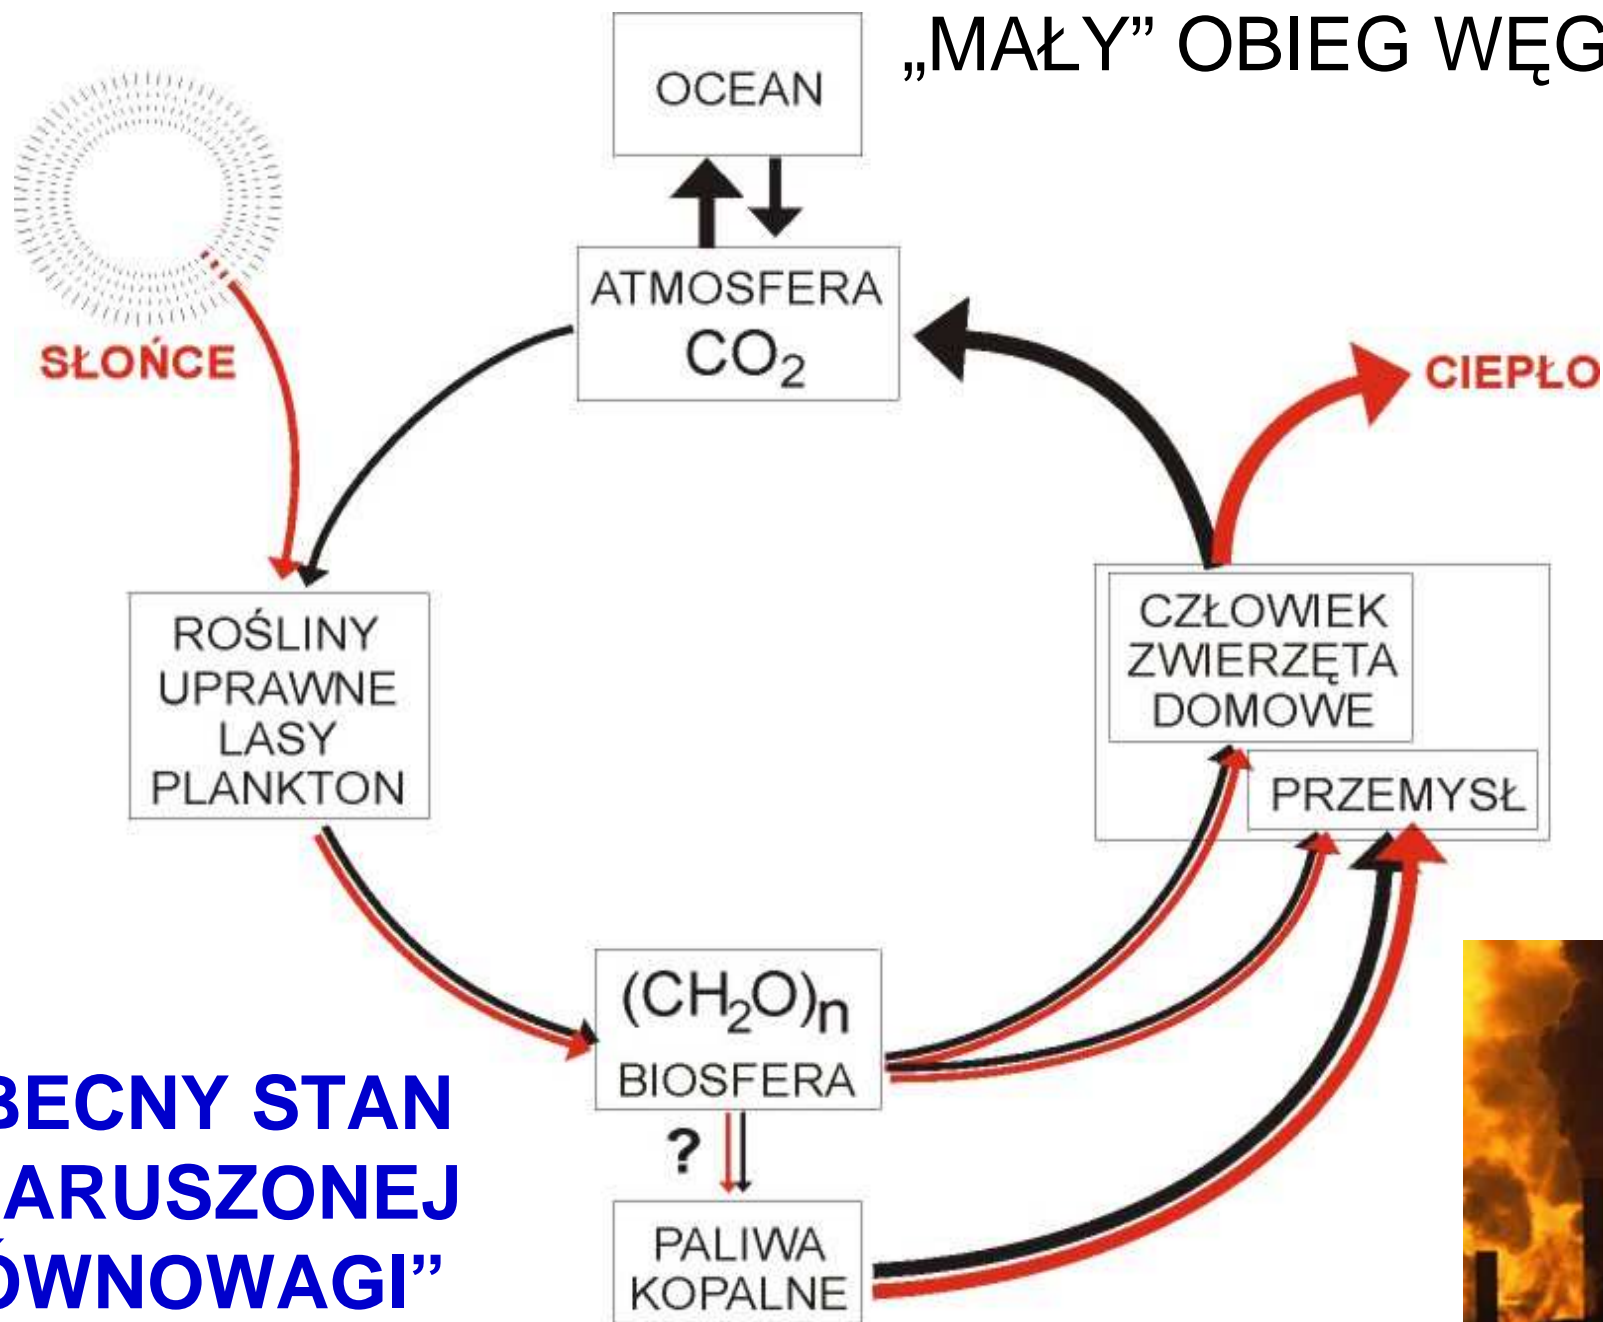 „MAŁY” OBIEG WĘG
OCEAN
ATMOSFERA
CO₂
SŁOŃCE
CIEPŁO
ROŚLINY
UPRAWNE
LASY
PLANKTON
CZŁOWIEK
ZWIERZĘTA
DOMOWE
PRZEMYSŁ
(CH₂O)n
BIOSFERA
?
PALIWA
KOPALNE
BECNY STAN
ARUSZONEJ
ÓWNOWAGI”